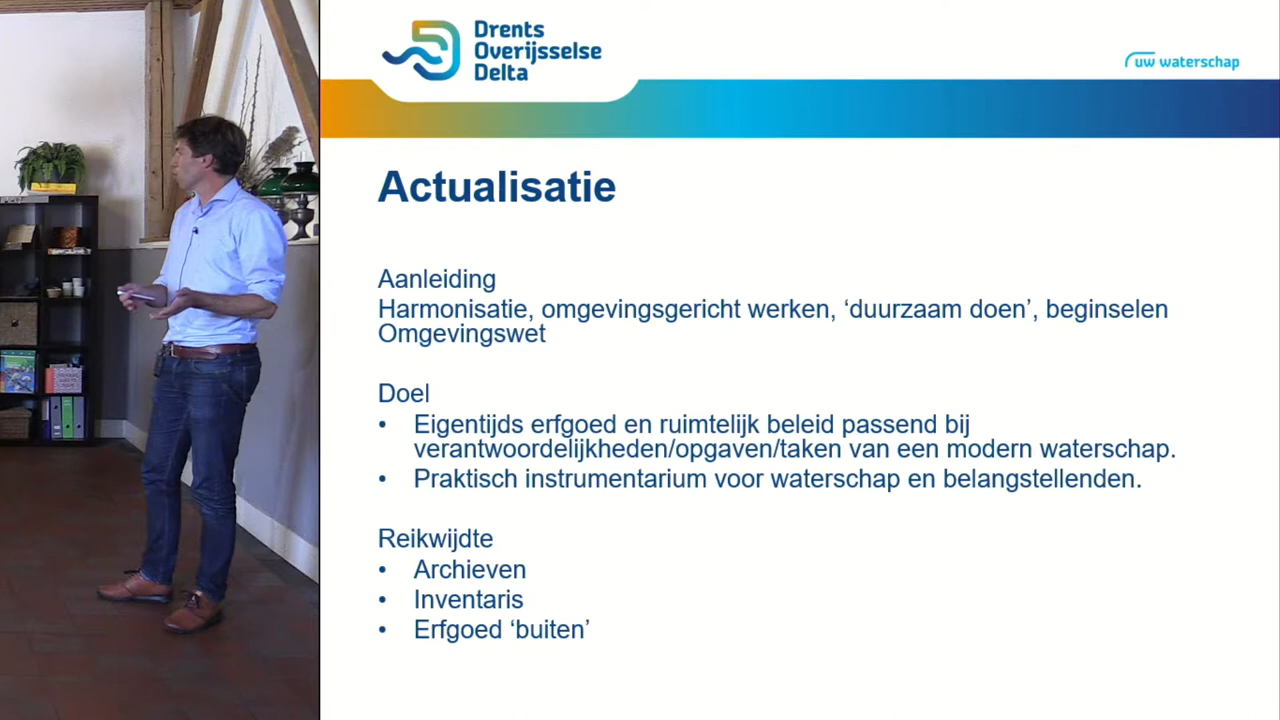 Drents
Overijsselse
Delta
uw waterschap
Actualisatie
Aanleiding
Harmonisatie, omgevingsgericht werken, ‘duurzaam doen’, beginselen
Omgevingswet
Doel
• Eigentijds erfgoed en ruimtelijk beleid passend bij
verantwoordelijkheden/opgaven/taken van een modern waterschap.
• Praktisch instrumentarium voor waterschap en belangstellenden.
Reikwijdte
• Archieven
• Inventaris
• Erfgoed ‘buiten’